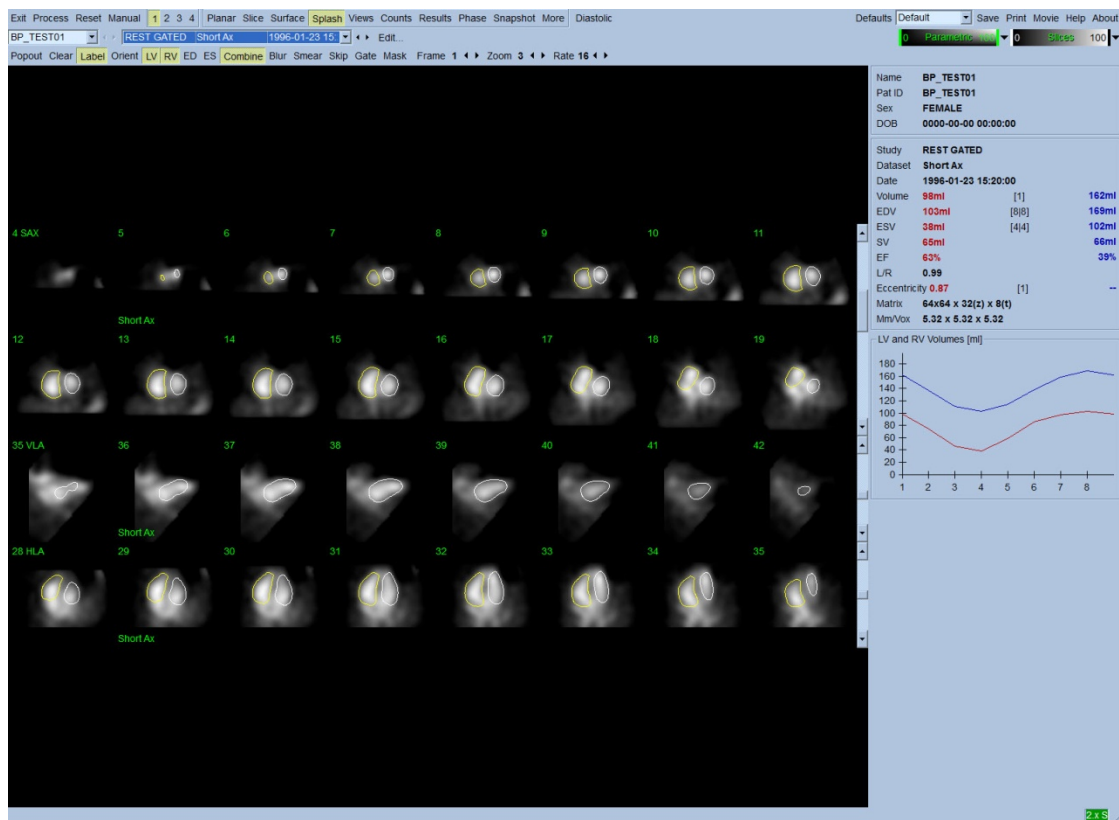 Exit Process Reset Manual 1 2 3 4 Planar Slice Surface Splash Views Counts Results Phase Snapshot More Diastolic Defaults Default Save Print Movie Help About
BP_TEST01 REST GATED Short Ax 1996-01-23 15: Edit... 0 Parametric 100 0 Slices 100
Popout Clear Label Orient LV RV ED ES Combine Blur Smear Skip Gate Mask Frame 1 Zoom 3 Rate 16
Name BP_TEST01
Pat ID BP_TEST01
Sex FEMALE
DOB 0000-00-00 00:00:00
Study REST GATED
Dataset Short Ax
Date 1996-01-23 15:20:00
Volume 98ml [1] 162ml
EDV 103ml [8|8] 169ml
ESV 38ml [4|4] 102ml
SV 65ml 66ml
EF 63% 39%
L/R 0.99
Eccentricity 0.87 [1] --
Matrix 64x64 x 32(z) x 8(t)
Mm/Vox 5.32 x 5.32 x 5.32
LV and RV Volumes [ml]
180
160
140
120
100
80
60
40
20
0
1 2 3 4 5 6 7 8
4 SAX 5 6 7 8 9 10 11
Short Ax
12 13 14 15 16 17 18 19
35 VLA 36 37 38 39 40 41 42
Short Ax
28 HLA 29 30 31 32 33 34 35
Short Ax
2 x S